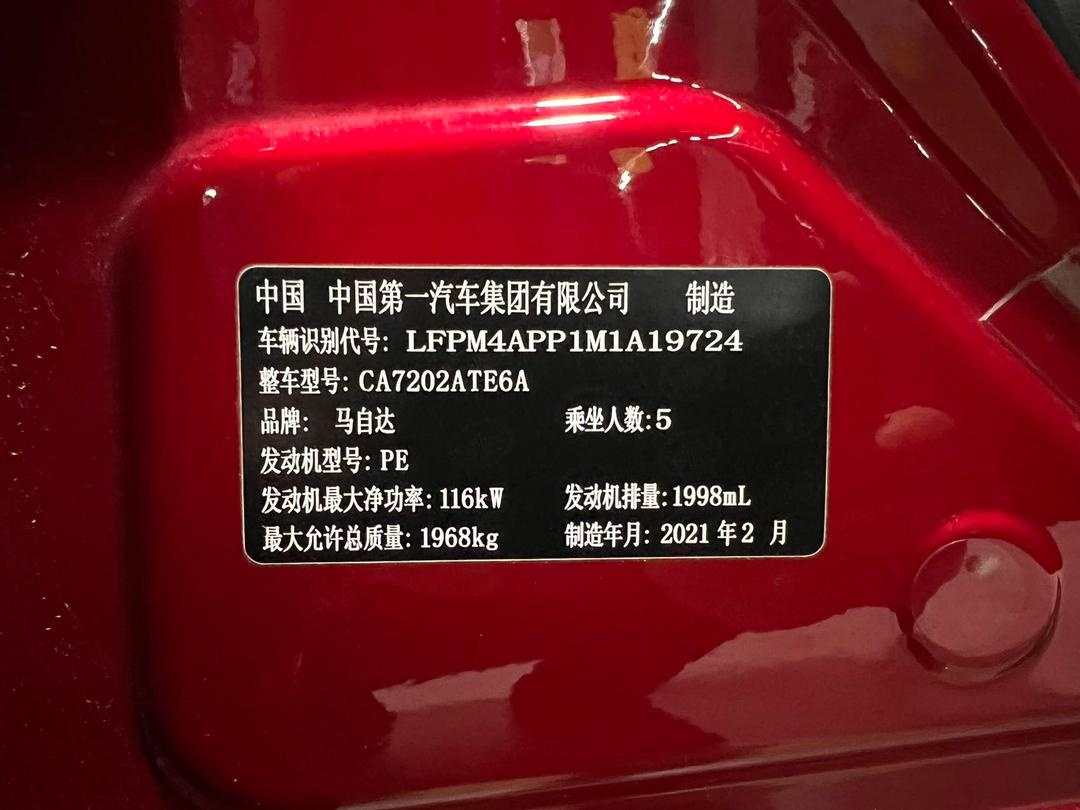 中国 中国第一汽车集团有限公司 制造
车辆识别代号: LFPM4APP1M1A19724
整车型号: CA7202ATE6A
品牌: 马自达 乘坐人数:5
发动机型号: PE
发动机最大净功率: 116kW 发动机排量: 1998mL
最大允许总质量: 1968kg 制造年月: 2021 年 2 月